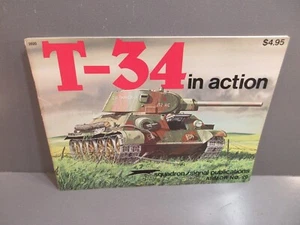 $4.95
T-34 in action
squadron/signal publications